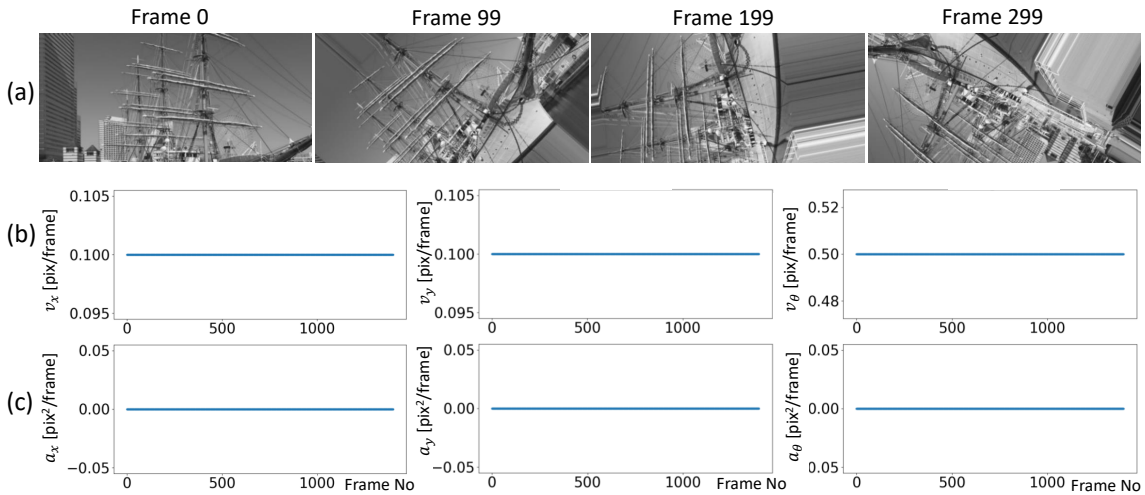 Frame 0 Frame 99 Frame 199 Frame 299
(a)
(b)
0.105
0.100
0.095
vₓ [pix/frame]
0 500 1000
0.105
0.100
0.095
v_y [pix/frame]
0 500 1000
0.52
0.50
0.48
v_θ [pix/frame]
0 500 1000
(c)
0.05
0.00
−0.05
aₓ [pix²/frame]
0 500 1000 Frame No
0.05
0.00
−0.05
a_y [pix²/frame]
0 500 1000
0.05
0.00
0.05
a_θ [pix²/frame]
0 500 1000 Frame No